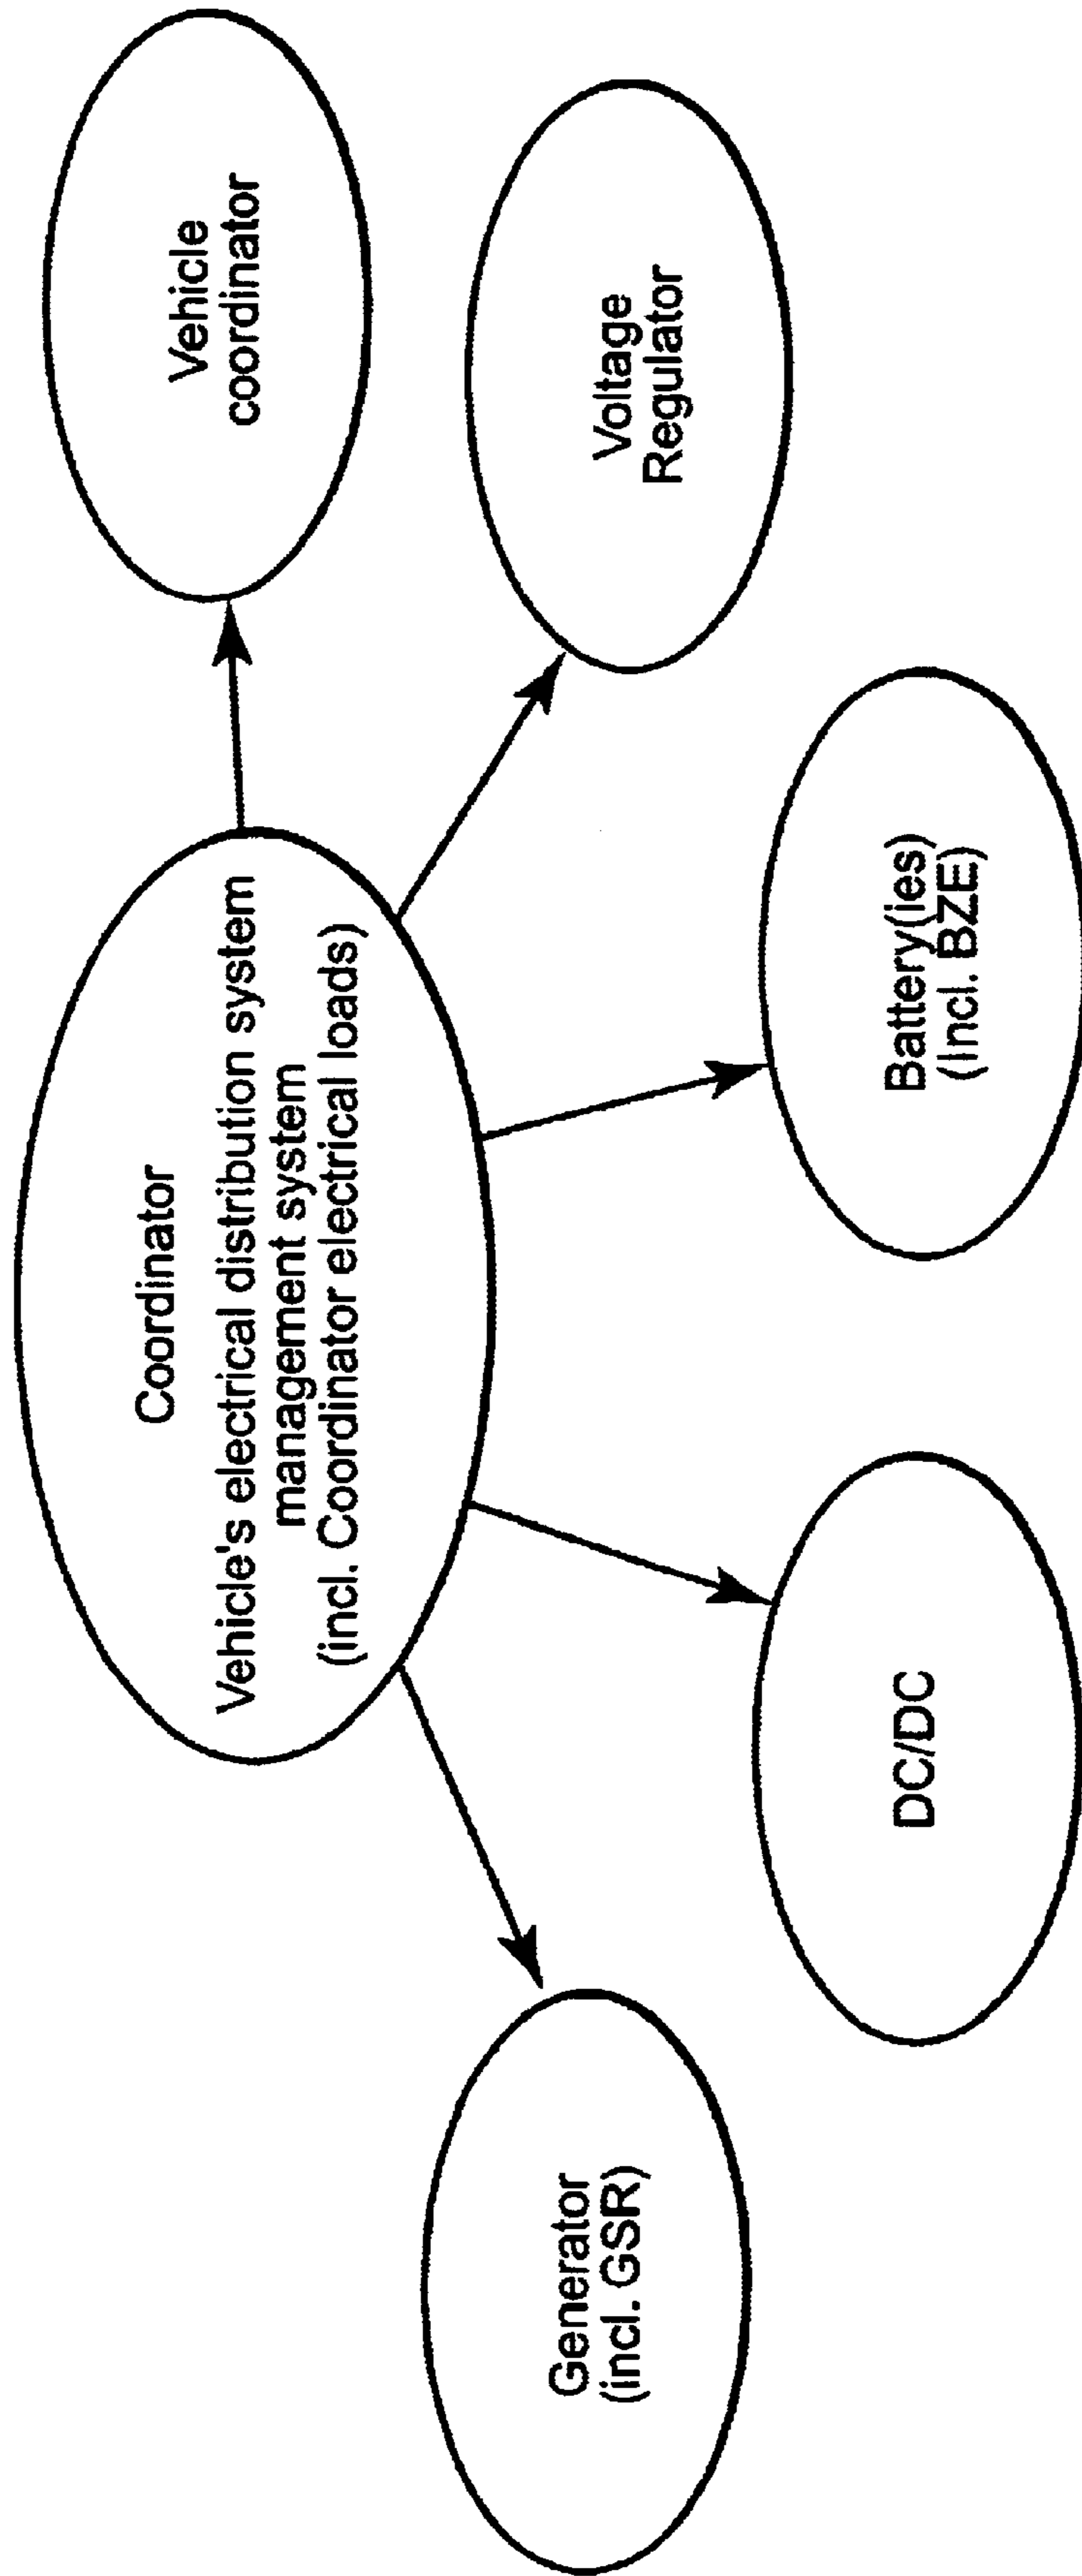 Coordinator
Vehicle's electrical distribution system
management system
(incl. Coordinator electrical loads)
Vehicle
coordinator
Voltage
Regulator
Battery(ies)
(Incl. BZE)
DC/DC
Generator
(incl. GSR)